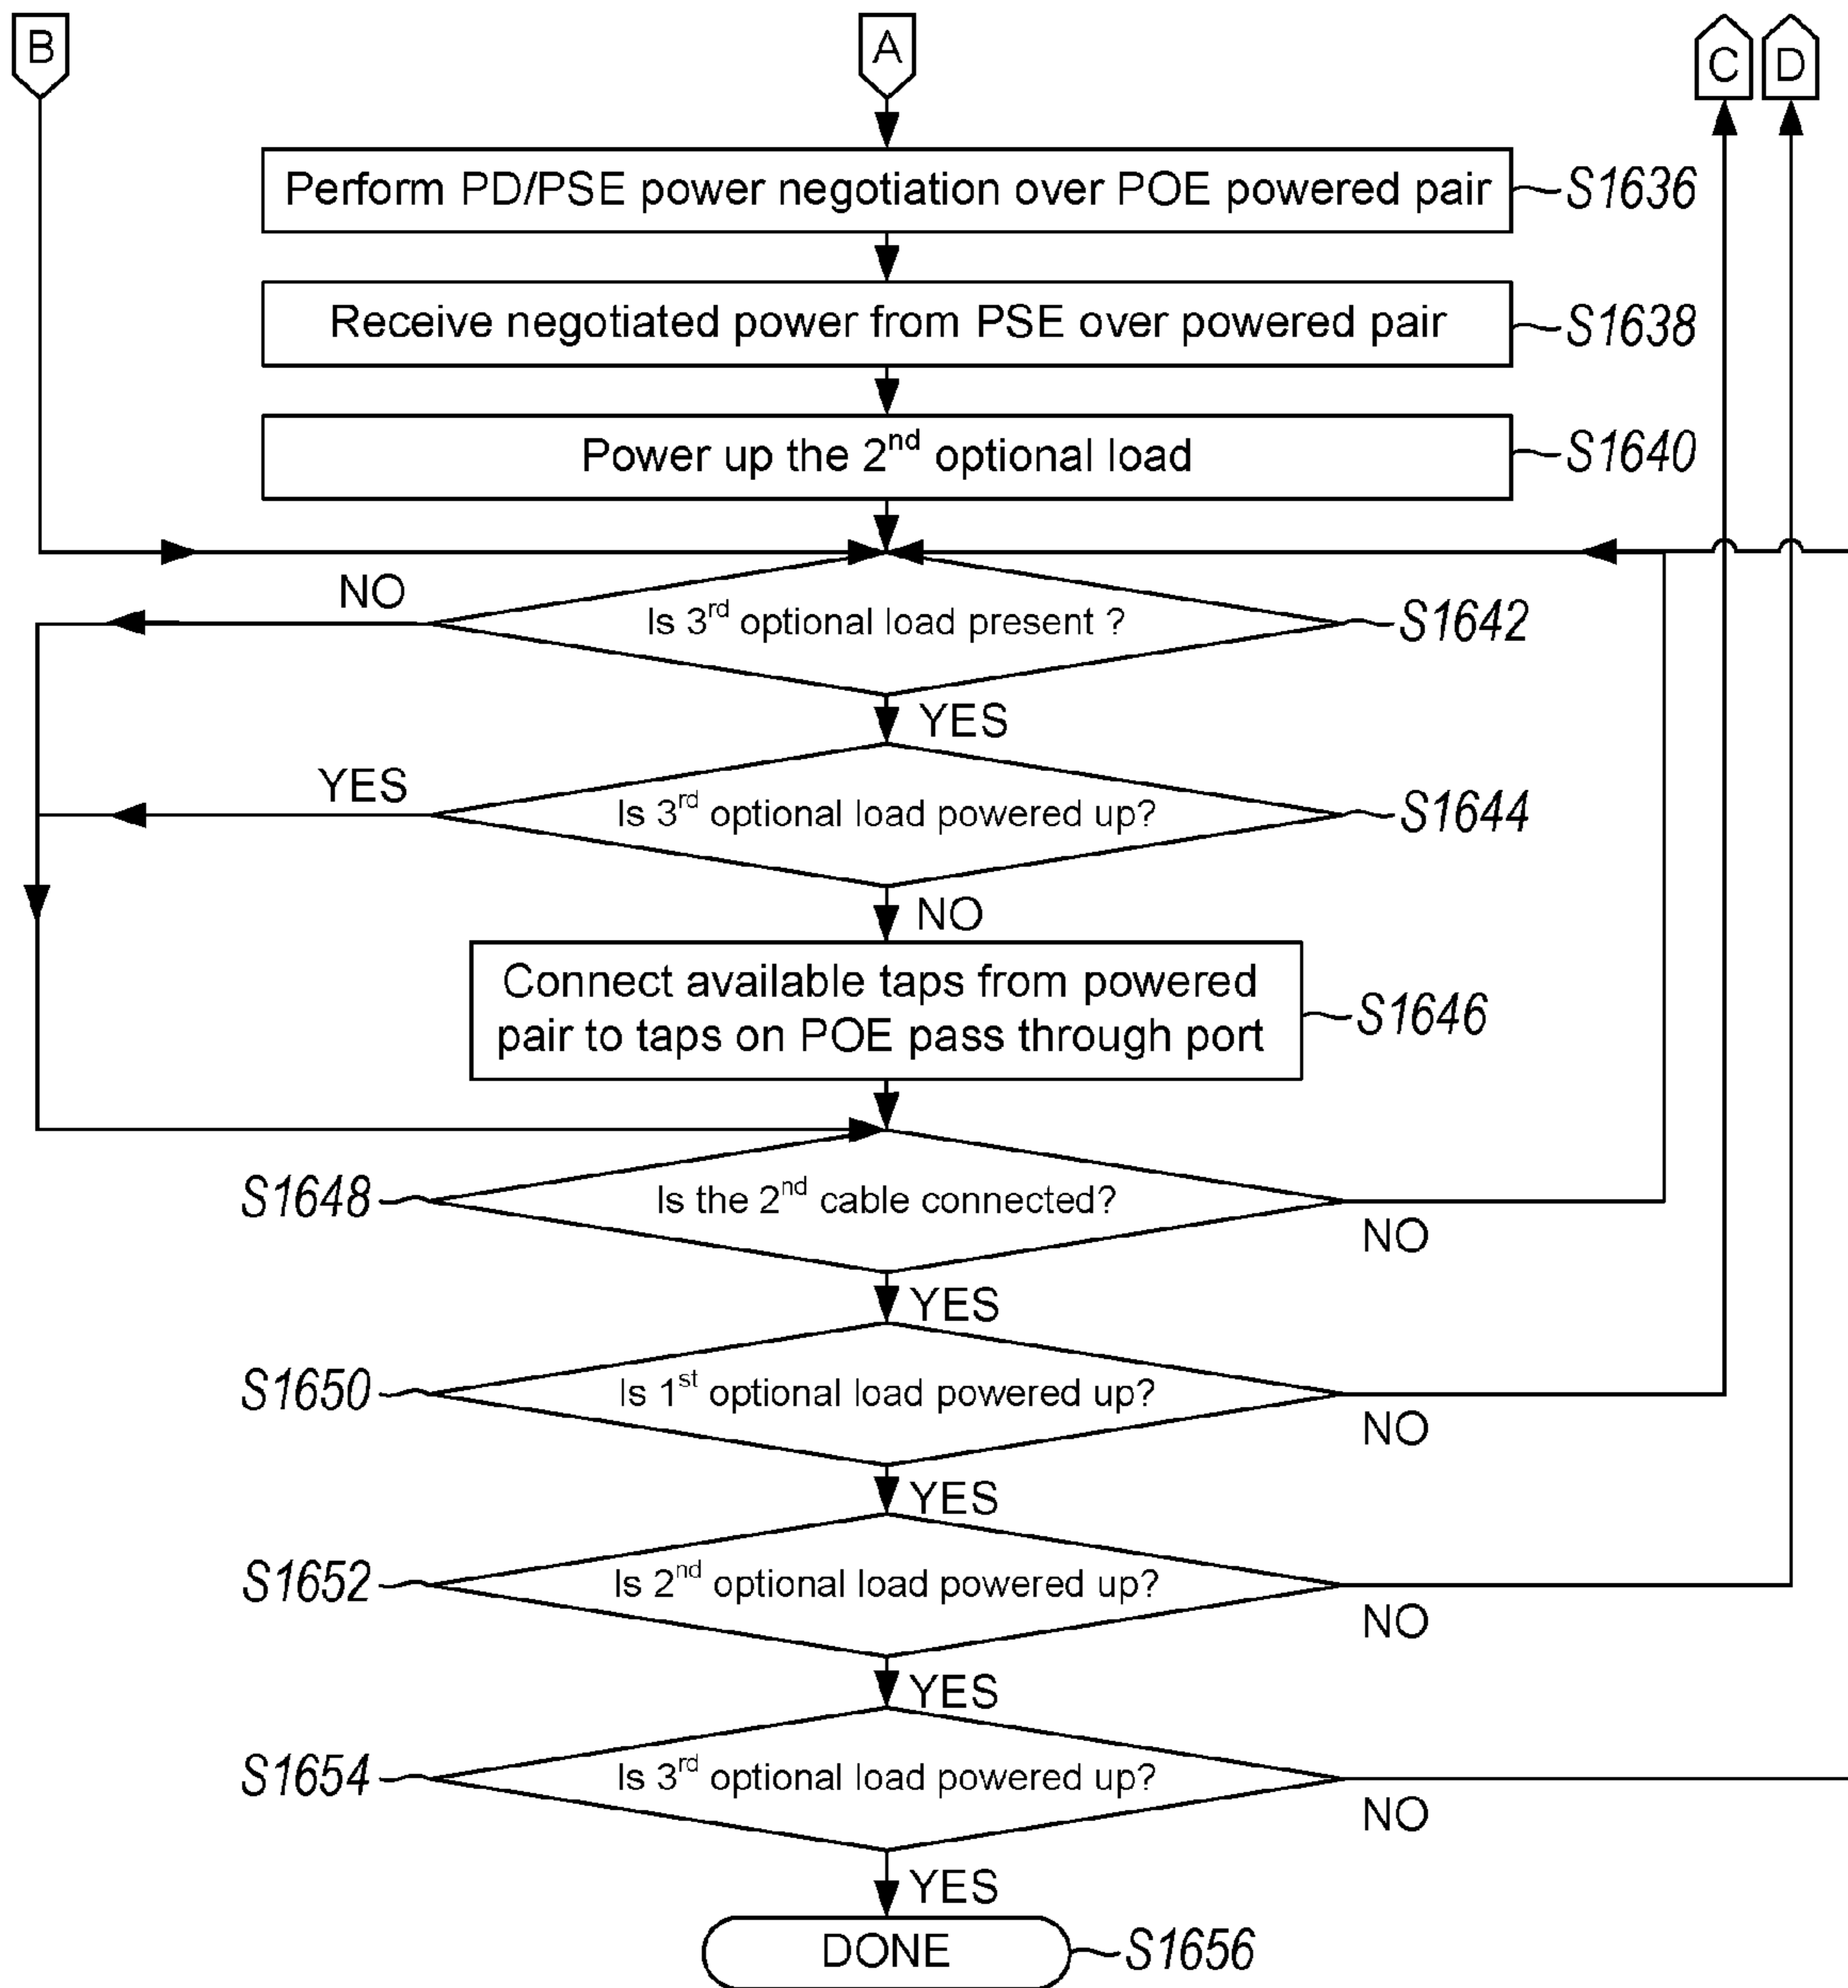 B
A
C
D
Perform PD/PSE power negotiation over POE powered pair
S1636
Receive negotiated power from PSE over powered pair
S1638
Power up the 2nd optional load
S1640
NO
Is 3rd optional load present ?
S1642
YES
YES
Is 3rd optional load powered up?
S1644
NO
Connect available taps from powered
pair to taps on POE pass through port
S1646
S1648
Is the 2nd cable connected?
NO
YES
S1650
Is 1st optional load powered up?
NO
YES
S1652
Is 2nd optional load powered up?
NO
YES
S1654
Is 3rd optional load powered up?
NO
YES
DONE
S1656